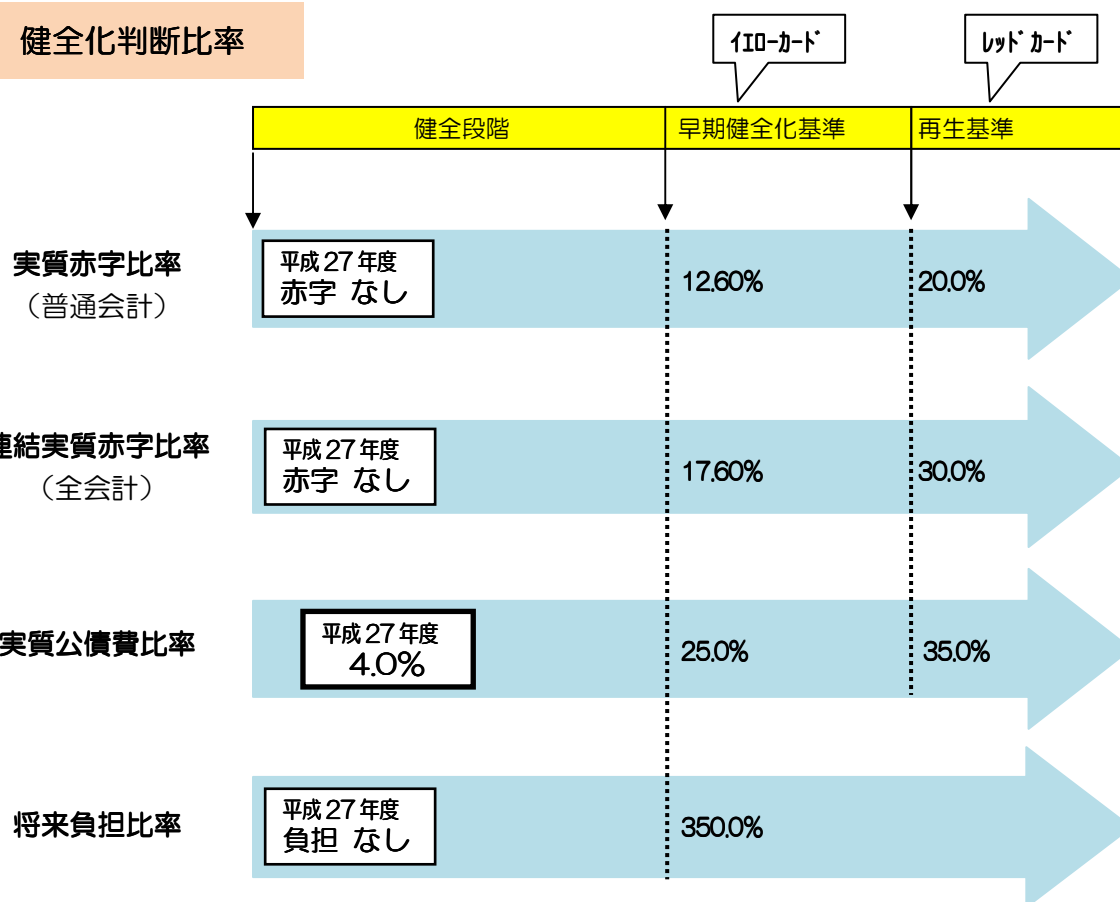 健全化判断比率
ｲｴﾛｰｶｰﾄﾞ
ﾚｯﾄﾞｶｰﾄﾞ
健全段階
早期健全化基準
再生基準
実質赤字比率
（普通会計）
平成27年度
赤字 なし
12.60%
20.0%
連結実質赤字比率
（全会計）
平成27年度
赤字 なし
17.60%
30.0%
実質公債費比率
平成27年度
4.0%
25.0%
35.0%
将来負担比率
平成27年度
負担 なし
350.0%